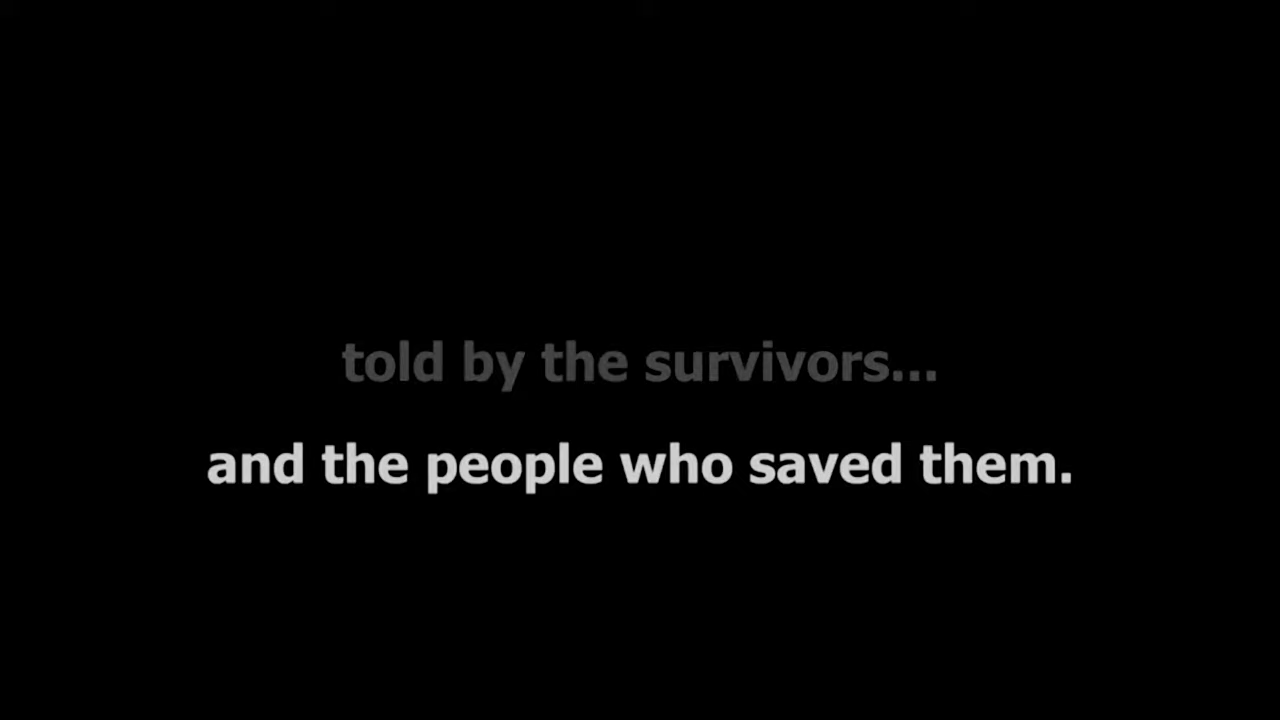 told by the survivors...
and the people who saved them.